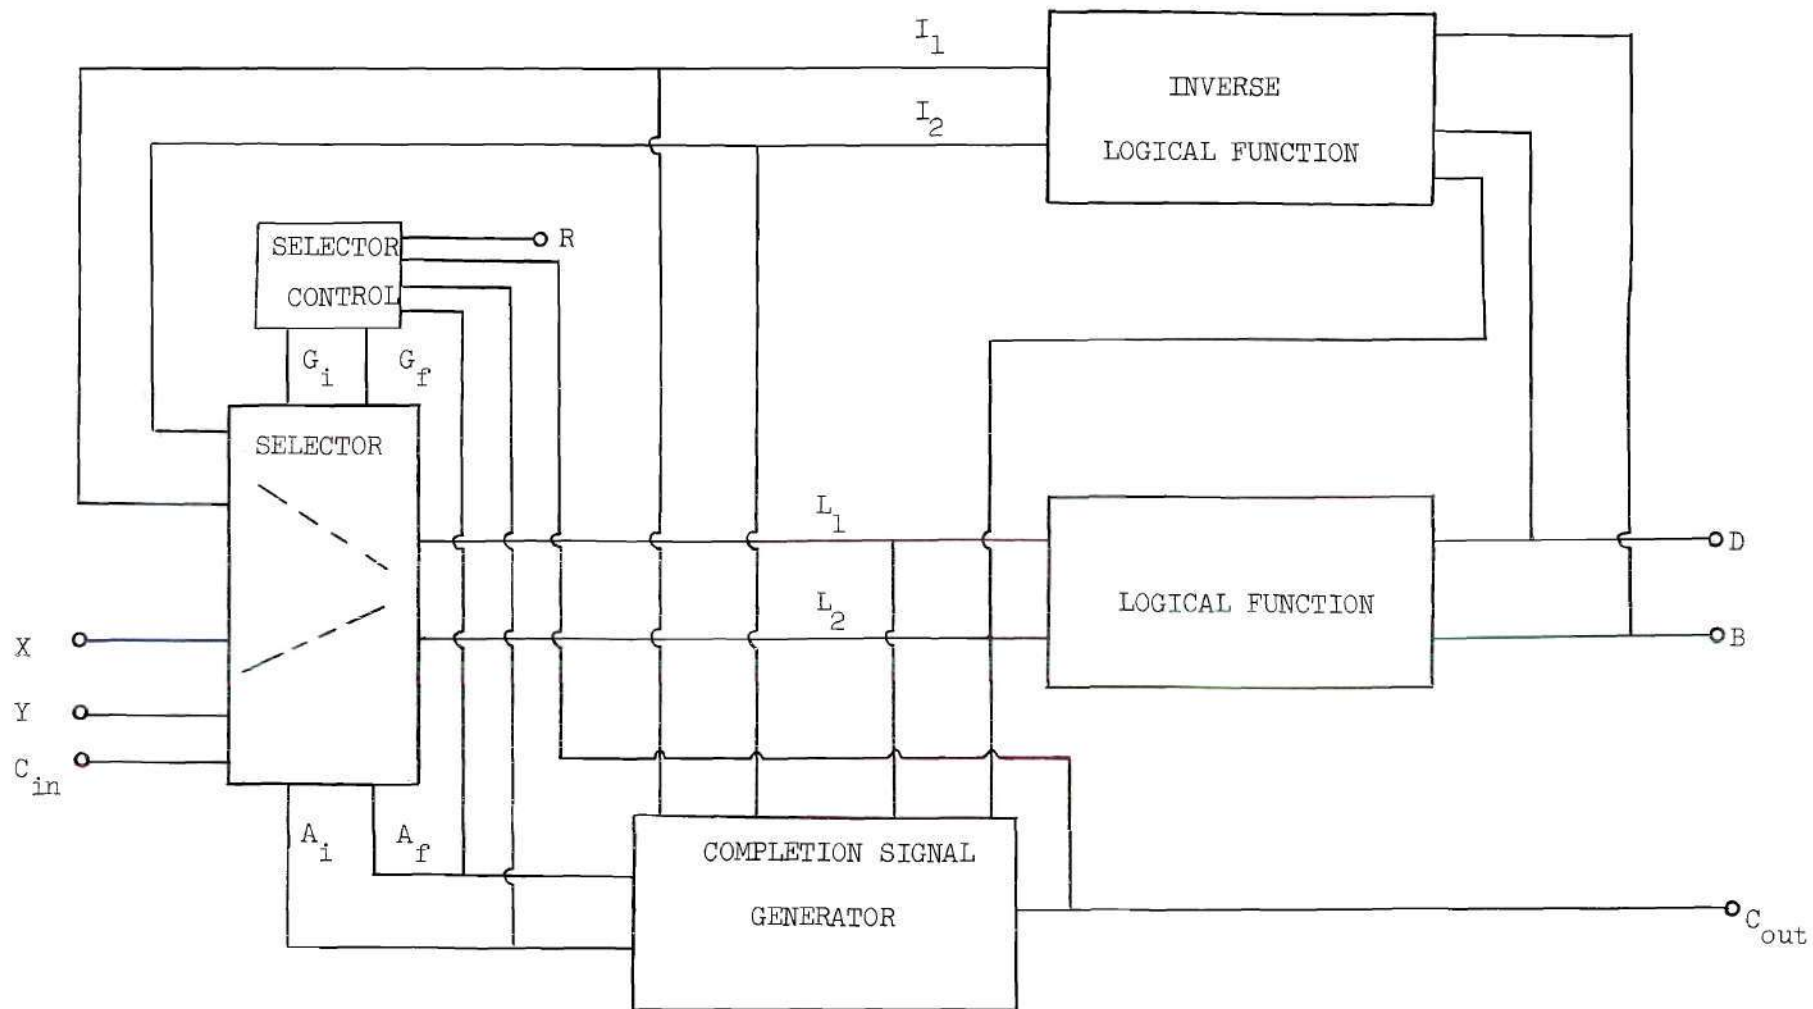 I1
I2
INVERSE
LOGICAL FUNCTION
SELECTOR
CONTROL
R
Gi
Gf
SELECTOR
L1
L2
LOGICAL FUNCTION
D
B
X
Y
Cin
Ai
Af
COMPLETION SIGNAL
GENERATOR
Cout